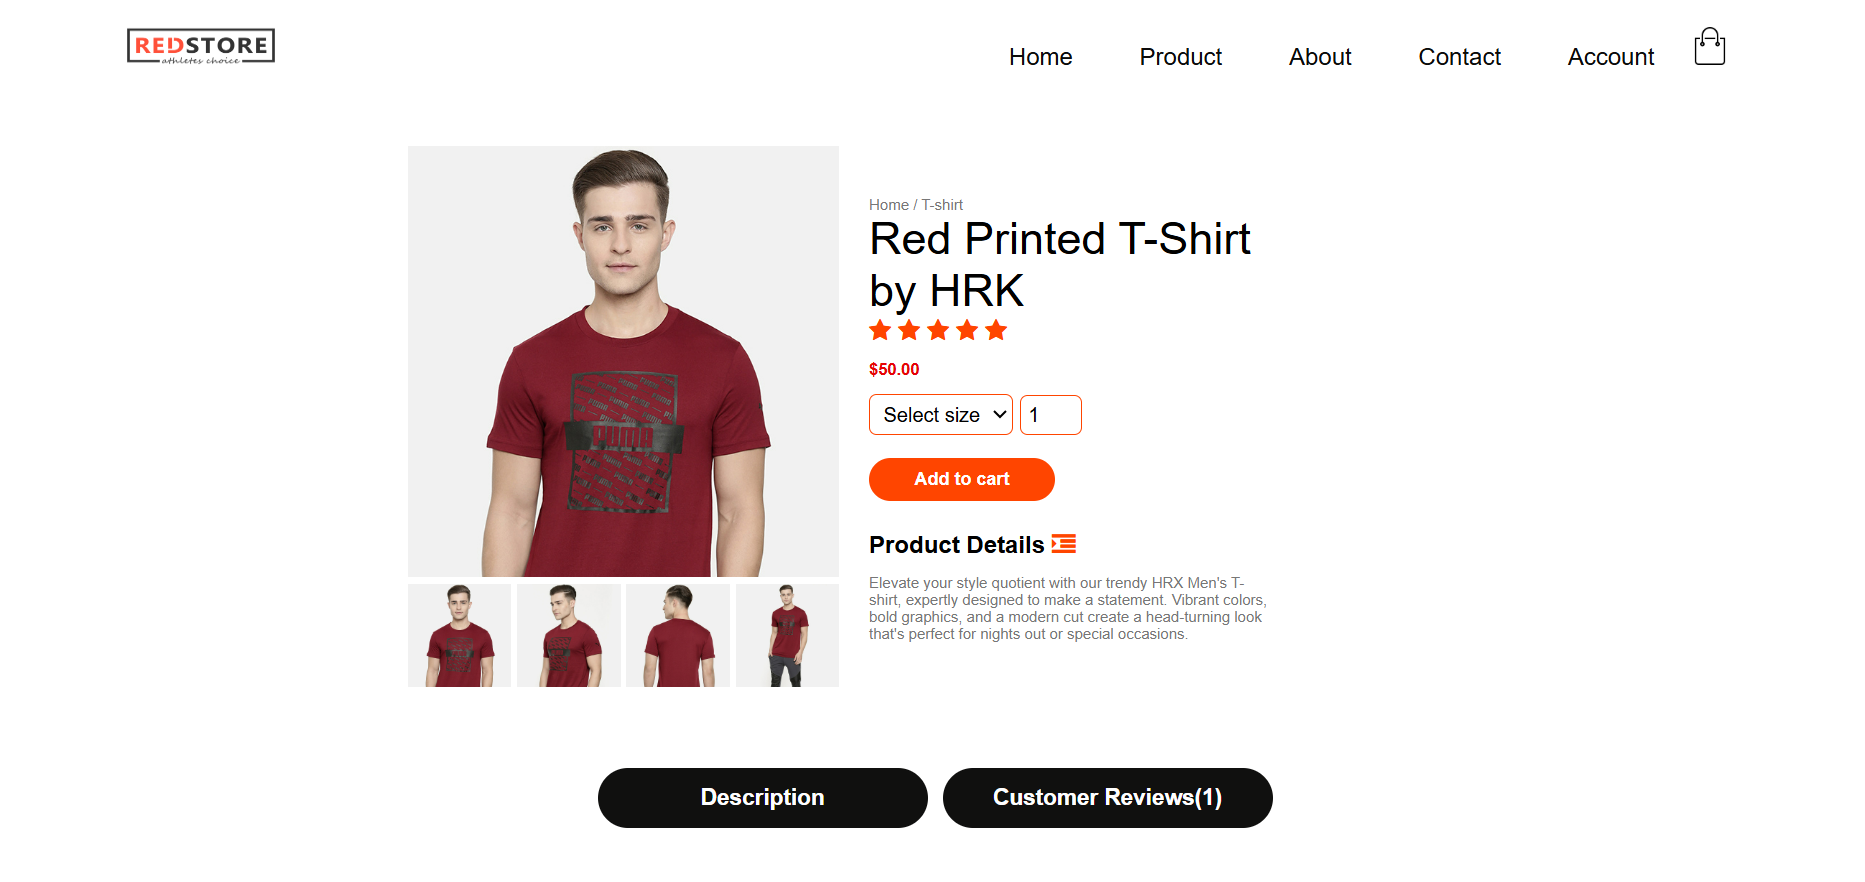 REDSTORE
athletes choice
Home Product About Contact Account
Home / T-shirt
Red Printed T-Shirt
by HRK
$50.00
Select size 1
Add to cart
PUMA
Product Details
Elevate your style quotient with our trendy HRX Men's T-
shirt, expertly designed to make a statement. Vibrant colors,
bold graphics, and a modern cut create a head-turning look
that's perfect for nights out or special occasions.
Description
Customer Reviews(1)